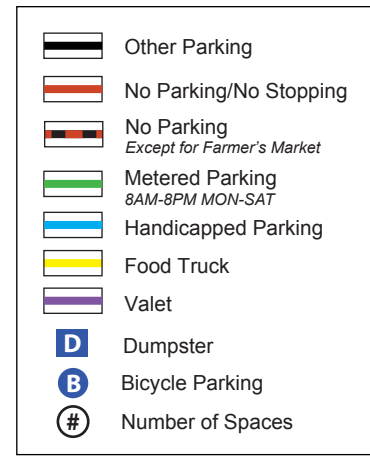 Other Parking
No Parking/No Stopping
No Parking
Except for Farmer's Market
Metered Parking
8AM-8PM MON-SAT
Handicapped Parking
Food Truck
Valet
D Dumpster
B Bicycle Parking
# Number of Spaces